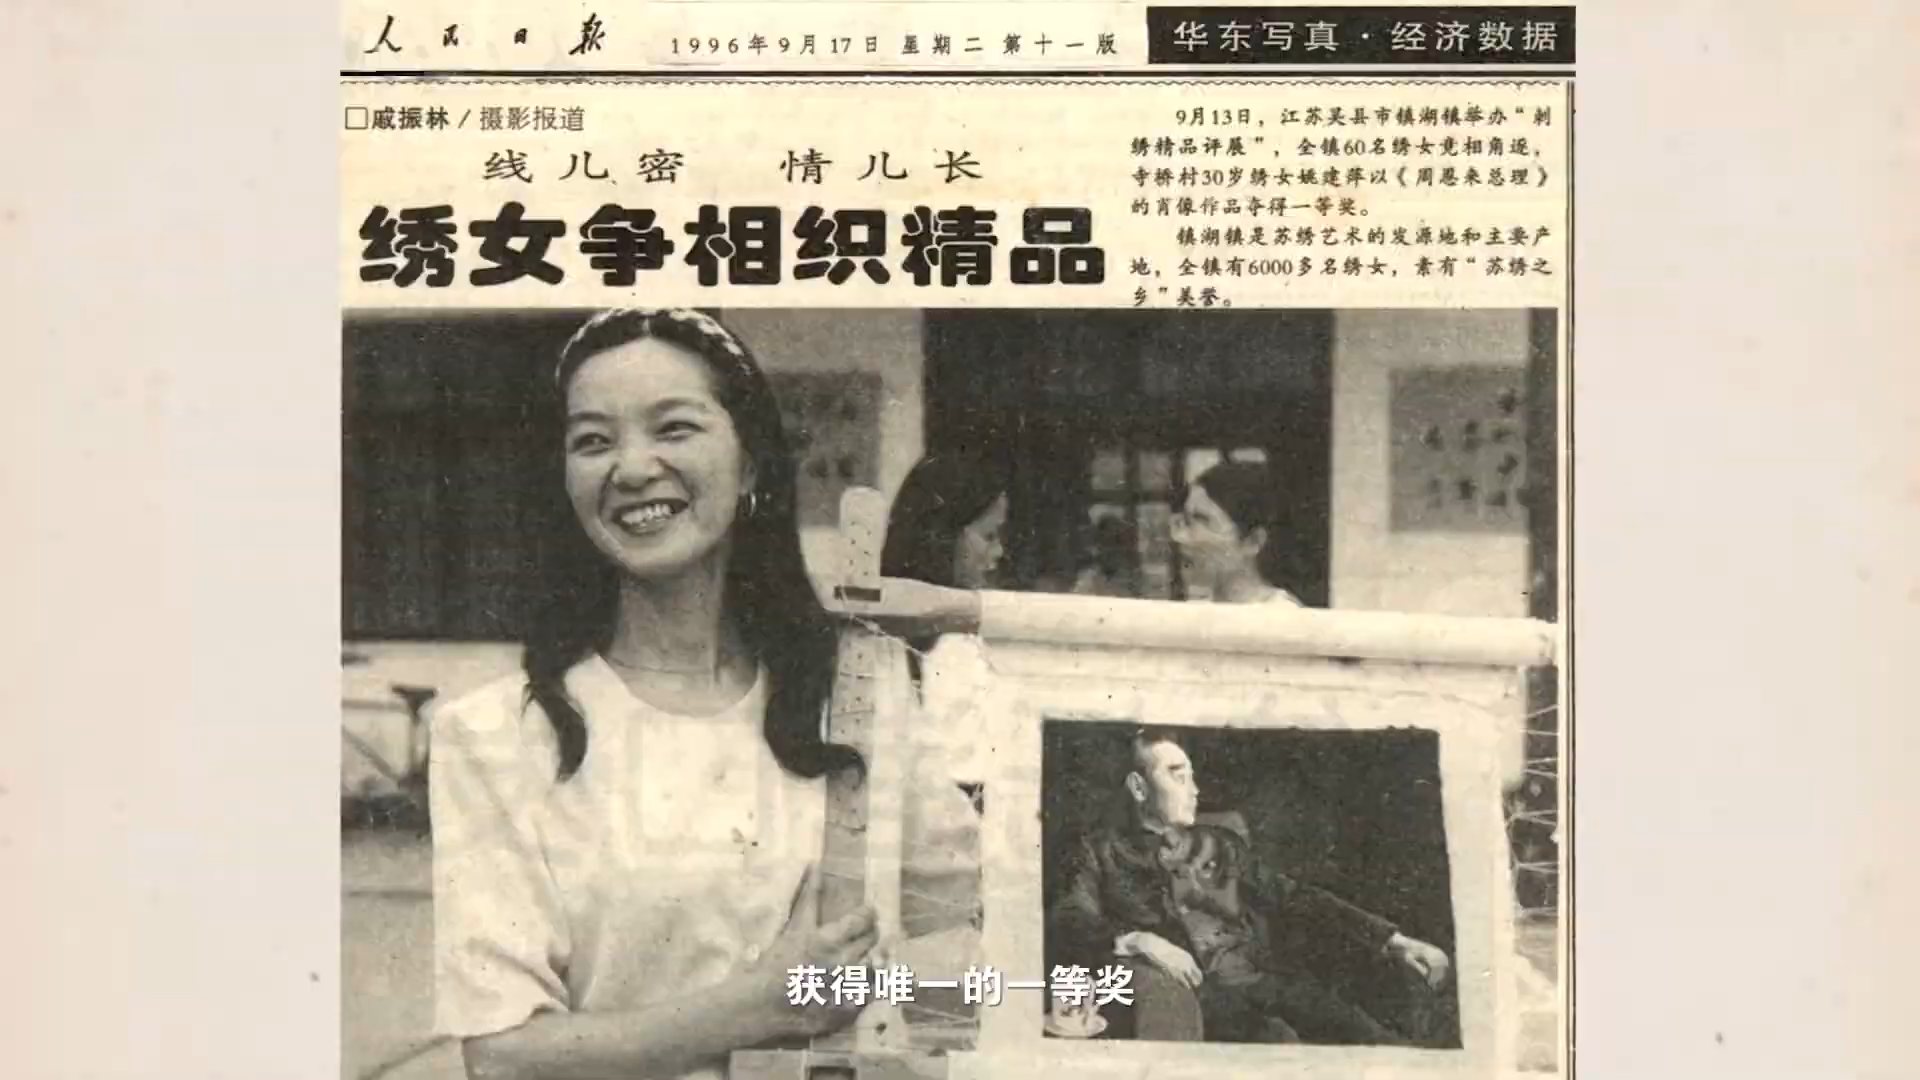 人民日报 1996年9月17日 星期二 第十一版 华东写真·经济数据
□戚振林/摄影报道
线儿密 情儿长
绣女争相织精品
9月13日，江苏吴县市镇湖镇举办“刺
绣精品评展”，全镇60名绣女竞相角逐，
寺桥村30岁绣女姚建萍以《周恩来总理》
的肖像作品夺得一等奖。
镇湖镇是苏绣艺术的发源地和主要产
地，全镇有6000多名绣女，素有“苏绣之
乡”美誉。
获得唯一的一等奖